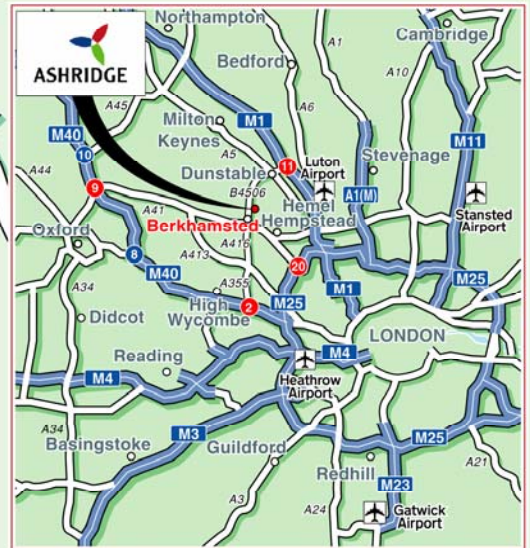 ASHRIDGE
Northampton
Cambridge
A1
Bedford
A10
A45
M40
Milton
Keynes
M1
A6
M11
10
A5
11
Luton
Airport
Stevenage
A44
Dunstable
9
B4506
A1(M)
Stansted
Airport
Hemel
Hempstead
A41
Berkhamsted
Oxford
A416
8
A413
20
M40
A355
M25
M25
M1
A34
High
Wycombe
2
Didcot
LONDON
Reading
M4
M4
Heathrow
Airport
A34
M3
M25
Basingstoke
Guildford
Redhill
A21
M23
A3
A24
Gatwick
Airport